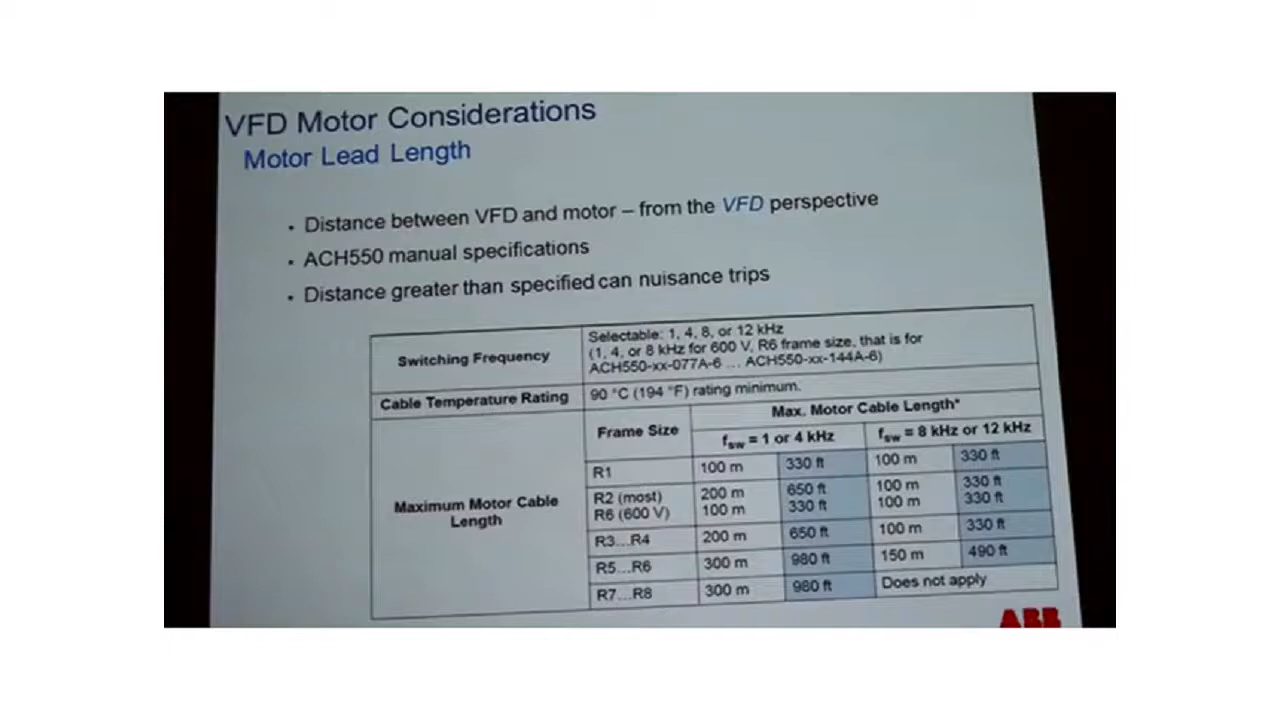 VFD Motor Considerations
Motor Lead Length
• Distance between VFD and motor – from the VFD perspective
• ACH550 manual specifications
• Distance greater than specified can nuisance trips
Switching Frequency
Selectable: 1, 4, 8, or 12 kHz
(1, 4, or 8 kHz for 600 V, R6 frame size, that is for
ACH550-xx-077A-6 … ACH550-xx-144A-6)
Cable Temperature Rating
90 °C (194 °F) rating minimum.
Maximum Motor Cable
Length
Frame Size
Max. Motor Cable Length*
fsw = 1 or 4 kHz
fsw = 8 kHz or 12 kHz
R1 100 m 330 ft 100 m 330 ft
R2 (most) 200 m 650 ft 100 m 330 ft
R6 (600 V) 100 m 330 ft 100 m 330 ft
R3...R4 200 m 650 ft 100 m 330 ft
R5...R6 300 m 980 ft 150 m 490 ft
R7...R8 300 m 980 ft Does not apply
ABB